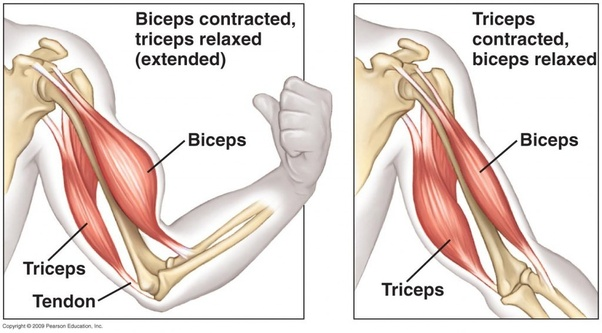 Biceps contracted,
triceps relaxed
(extended)
Biceps
Triceps
Tendon
Triceps
contracted,
biceps relaxed
Biceps
Triceps
Copyright © 2009 Pearson Education, Inc.